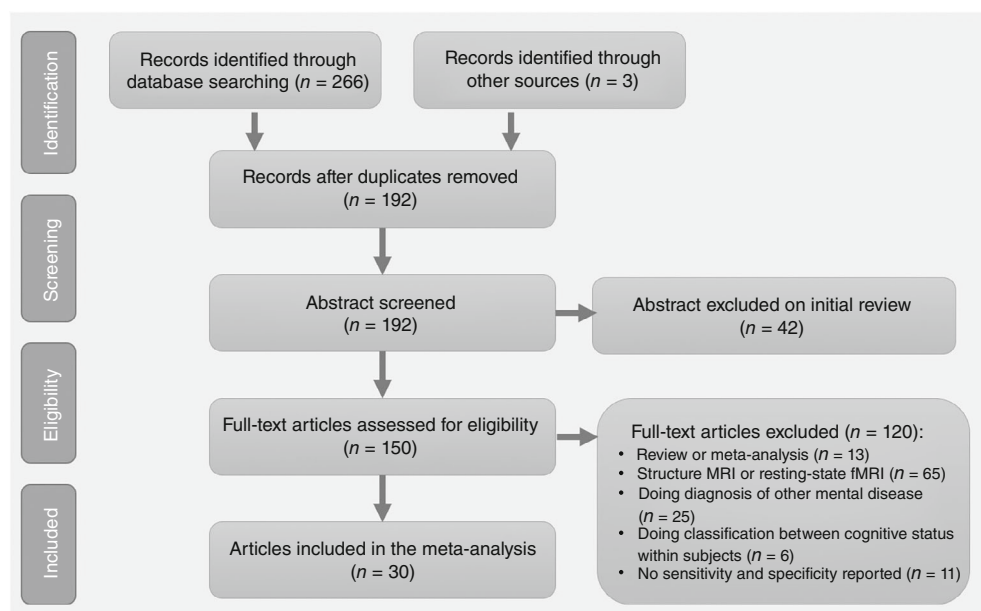 Identification
Records identified through
database searching (n = 266)
Records identified through
other sources (n = 3)
Records after duplicates removed
(n = 192)
Screening
Abstract screened
(n = 192)
Abstract excluded on initial review
(n = 42)
Eligibility
Full-text articles assessed for eligibility
(n = 150)
Full-text articles excluded (n = 120):
• Review or meta-analysis (n = 13)
• Structure MRI or resting-state fMRI (n = 65)
• Doing diagnosis of other mental disease
(n = 25)
• Doing classification between cognitive status
within subjects (n = 6)
• No sensitivity and specificity reported (n = 11)
Included
Articles included in the meta-analysis
(n = 30)